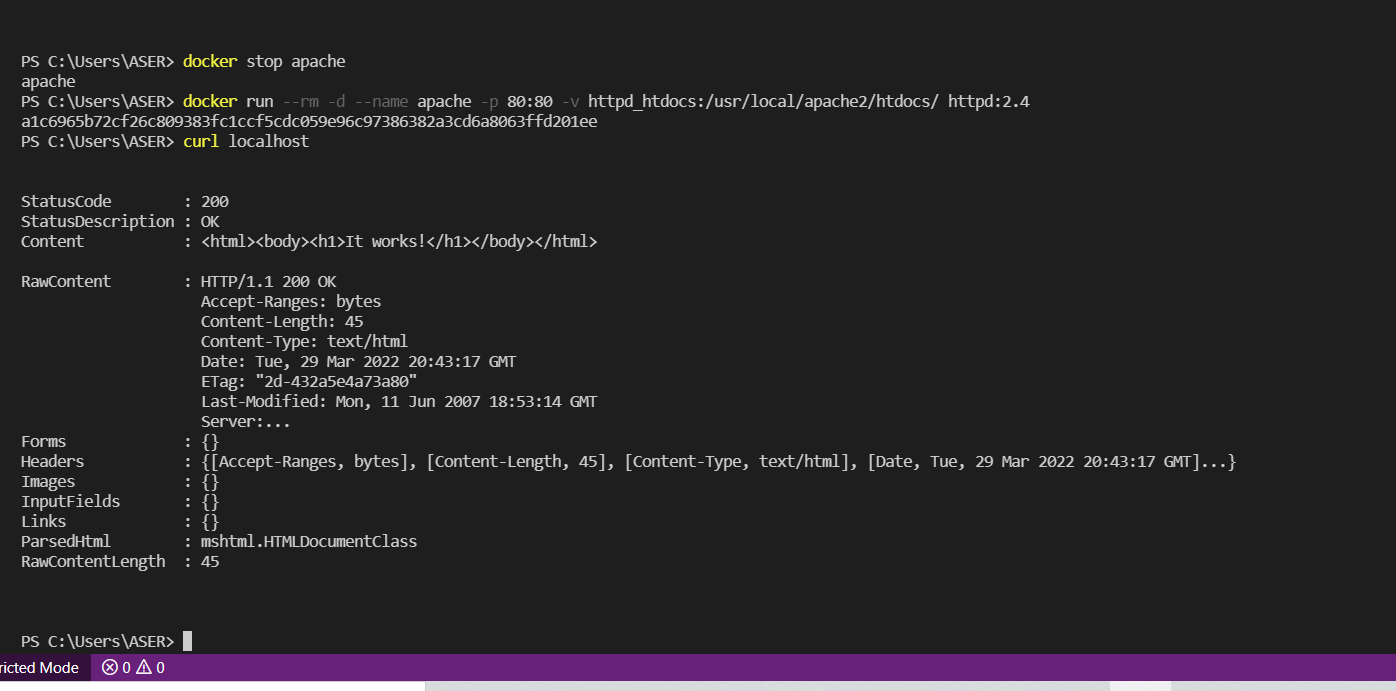 PS C:\Users\ASER> docker stop apache
apache
PS C:\Users\ASER> docker run --rm -d --name apache -p 80:80 -v httpd_htdocs:/usr/local/apache2/htdocs/ httpd:2.4
a1c6965b72cf26c809383fc1ccf5cdc059e96c97386382a3cd6a8063ffd201ee
PS C:\Users\ASER> curl localhost
StatusCode        : 200
StatusDescription : OK
Content           : <html><body><h1>It works!</h1></body></html>
RawContent        : HTTP/1.1 200 OK
                    Accept-Ranges: bytes
                    Content-Length: 45
                    Content-Type: text/html
                    Date: Tue, 29 Mar 2022 20:43:17 GMT
                    ETag: "2d-432a5e4a73a80"
                    Last-Modified: Mon, 11 Jun 2007 18:53:14 GMT
                    Server:...
Forms             : {}
Headers           : {[Accept-Ranges, bytes], [Content-Length, 45], [Content-Type, text/html], [Date, Tue, 29 Mar 2022 20:43:17 GMT]...}
Images            : {}
InputFields       : {}
Links             : {}
ParsedHtml        : mshtml.HTMLDocumentClass
RawContentLength  : 45
PS C:\Users\ASER>
ricted Mode 0 0